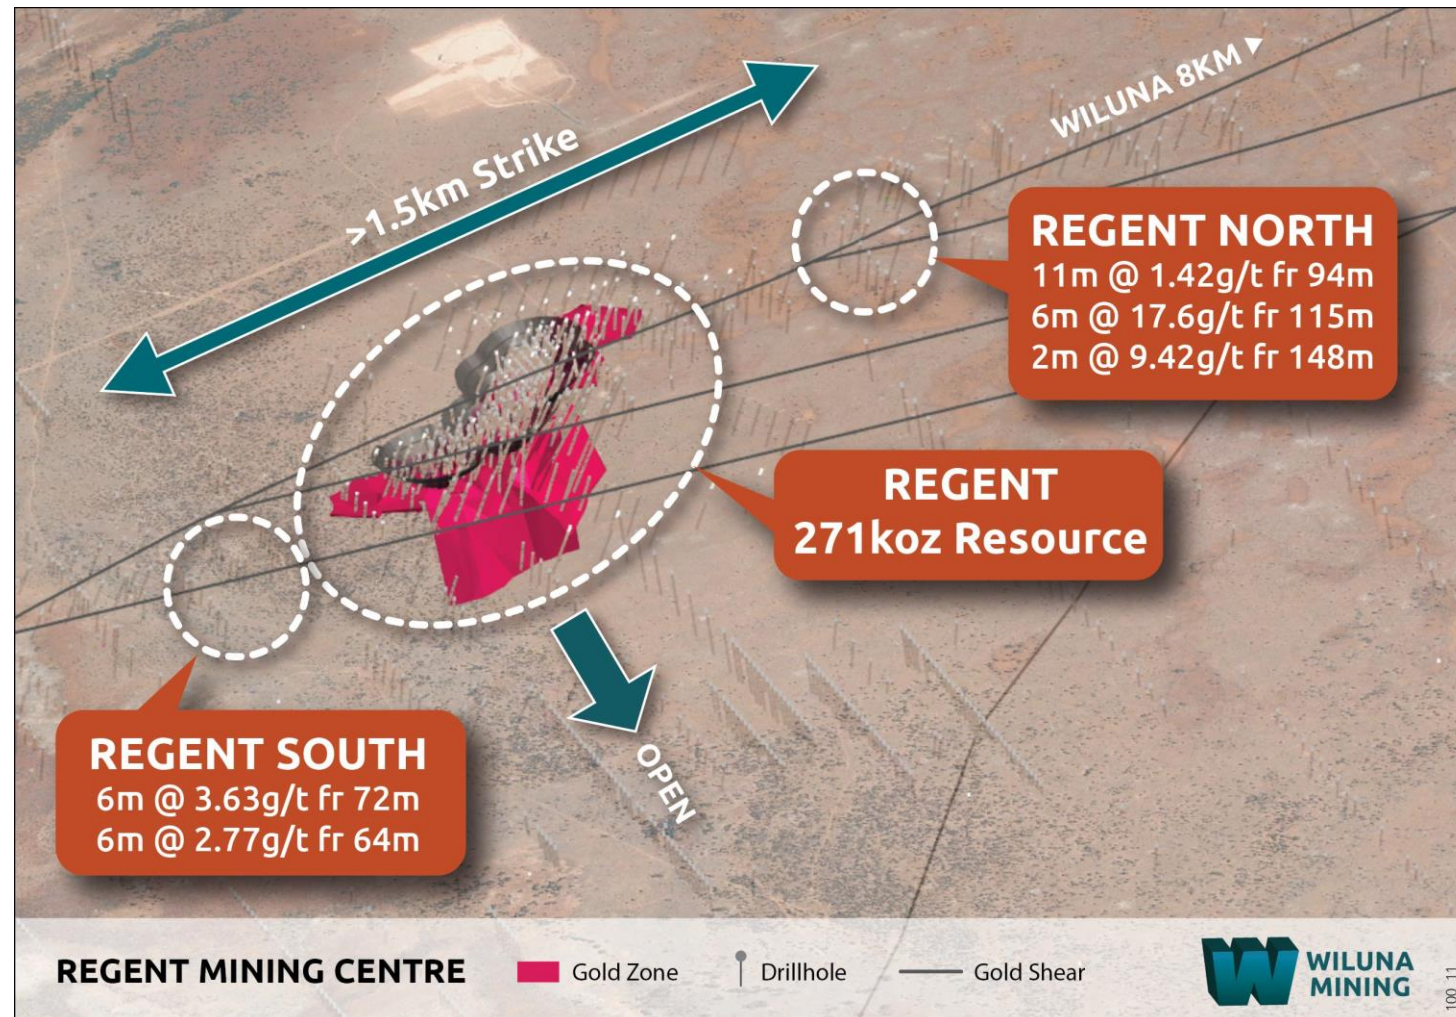 >1.5km Strike
WILUNA 8KM
REGENT NORTH
11m @ 1.42g/t fr 94m
6m @ 17.6g/t fr 115m
2m @ 9.42g/t fr 148m
REGENT
271koz Resource
REGENT SOUTH
6m @ 3.63g/t fr 72m
6m @ 2.77g/t fr 64m
OPEN
REGENT MINING CENTRE
Gold Zone
Drillhole
Gold Shear
WILUNA
MINING
100_11